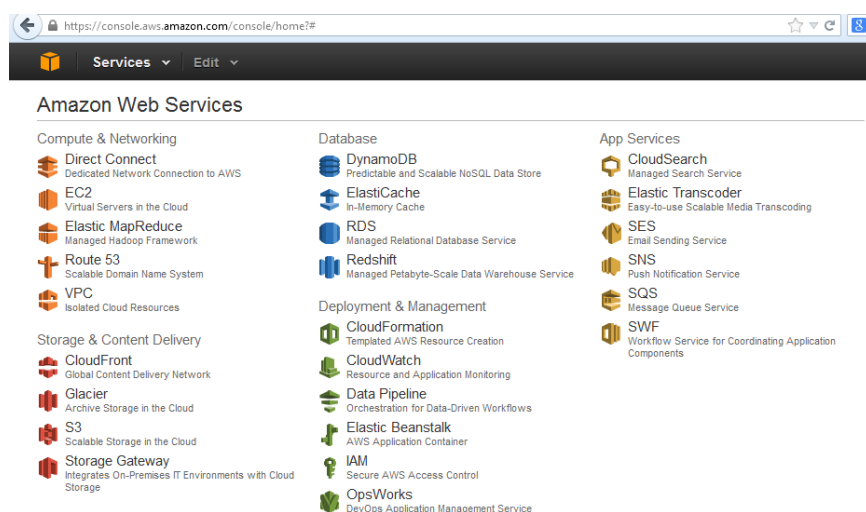 https://console.aws.amazon.com/console/home?#
8
Services Edit
Amazon Web Services
Compute & Networking
Direct Connect
Dedicated Network Connection to AWS
EC2
Virtual Servers in the Cloud
Elastic MapReduce
Managed Hadoop Framework
Route 53
Scalable Domain Name System
VPC
Isolated Cloud Resources
Storage & Content Delivery
CloudFront
Global Content Delivery Network
Glacier
Archive Storage in the Cloud
S3
Scalable Storage in the Cloud
Storage Gateway
Integrates On-Premises IT Environments with Cloud
Storage
Database
DynamoDB
Predictable and Scalable NoSQL Data Store
ElastiCache
In-Memory Cache
RDS
Managed Relational Database Service
Redshift
Managed Petabyte-Scale Data Warehouse Service
Deployment & Management
CloudFormation
Templated AWS Resource Creation
CloudWatch
Resource and Application Monitoring
Data Pipeline
Orchestration for Data-Driven Workflows
Elastic Beanstalk
AWS Application Container
IAM
Secure AWS Access Control
OpsWorks
DevOps Application Management Service
App Services
CloudSearch
Managed Search Service
Elastic Transcoder
Easy-to-use Scalable Media Transcoding
SES
Email Sending Service
SNS
Push Notification Service
SQS
Message Queue Service
SWF
Workflow Service for Coordinating Application
Components